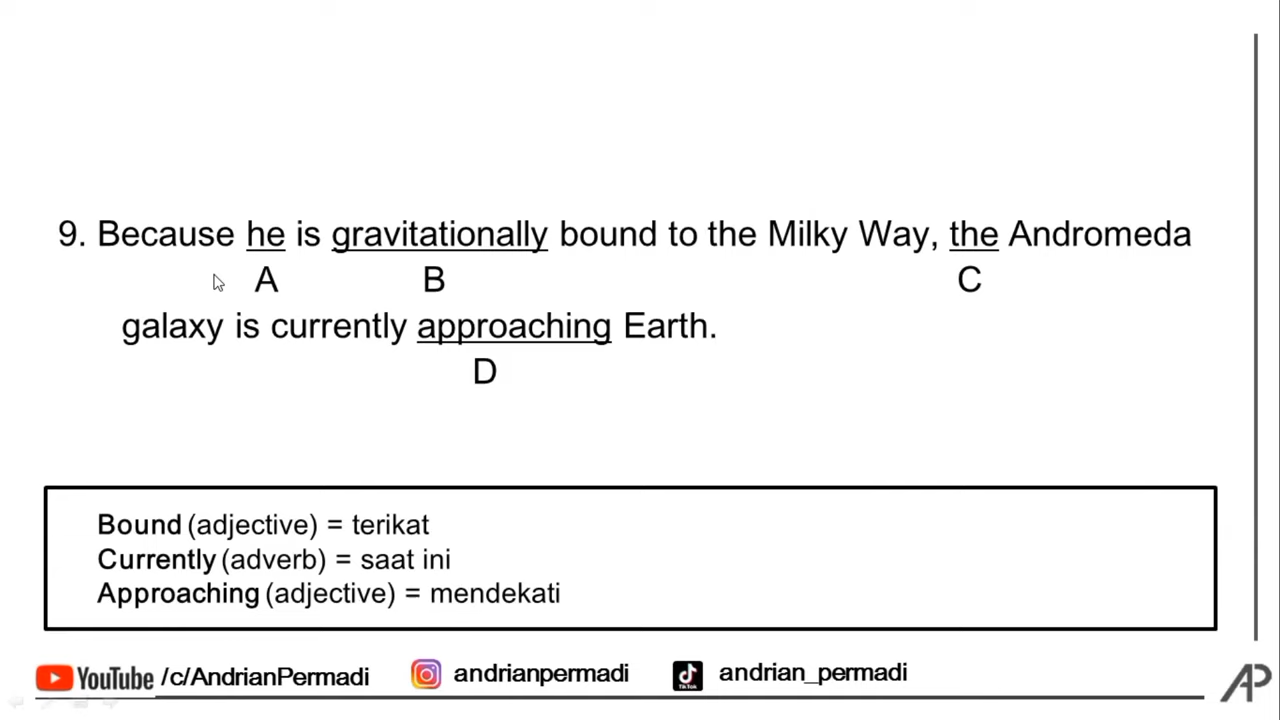 9. Because he is gravitationally bound to the Milky Way, the Andromeda
A B C
galaxy is currently approaching Earth.
D
Bound (adjective) = terikat
Currently (adverb) = saat ini
Approaching (adjective) = mendekati
YouTube /c/AndrianPermadi andrianpermadi TikTok andrian_permadi AP